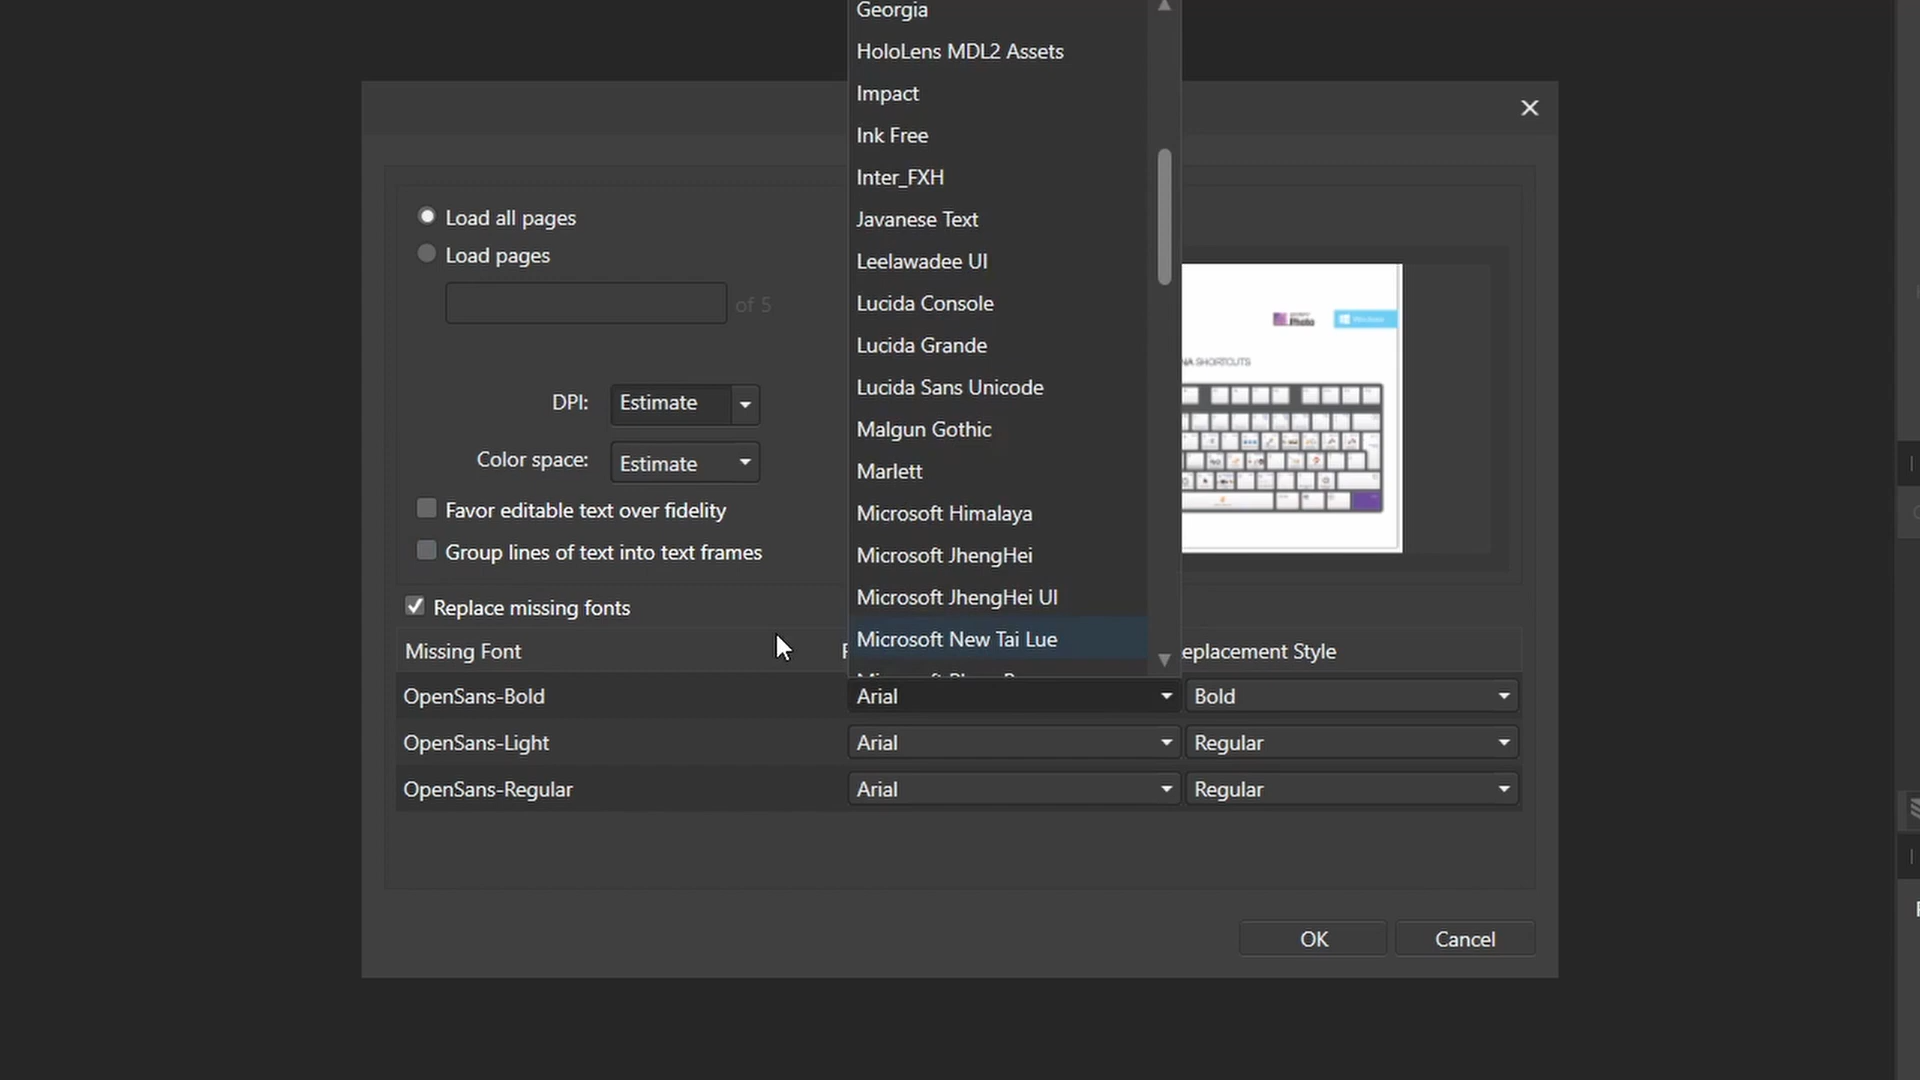 Georgia
HoloLens MDL2 Assets
Impact
Ink Free
Inter_FXH
Javanese Text
Leelawadee UI
Lucida Console
Lucida Grande
Lucida Sans Unicode
Malgun Gothic
Marlett
Microsoft Himalaya
Microsoft JhengHei
Microsoft JhengHei UI
Microsoft New Tai Lue
Load all pages
Load pages
of 5
DPI: Estimate
Color space: Estimate
Favor editable text over fidelity
Group lines of text into text frames
Photo
Windows
NA SHORTCUTS
Replace missing fonts
Missing Font eplacement Style
OpenSans-Bold Arial Bold
OpenSans-Light Arial Regular
OpenSans-Regular Arial Regular
OK Cancel